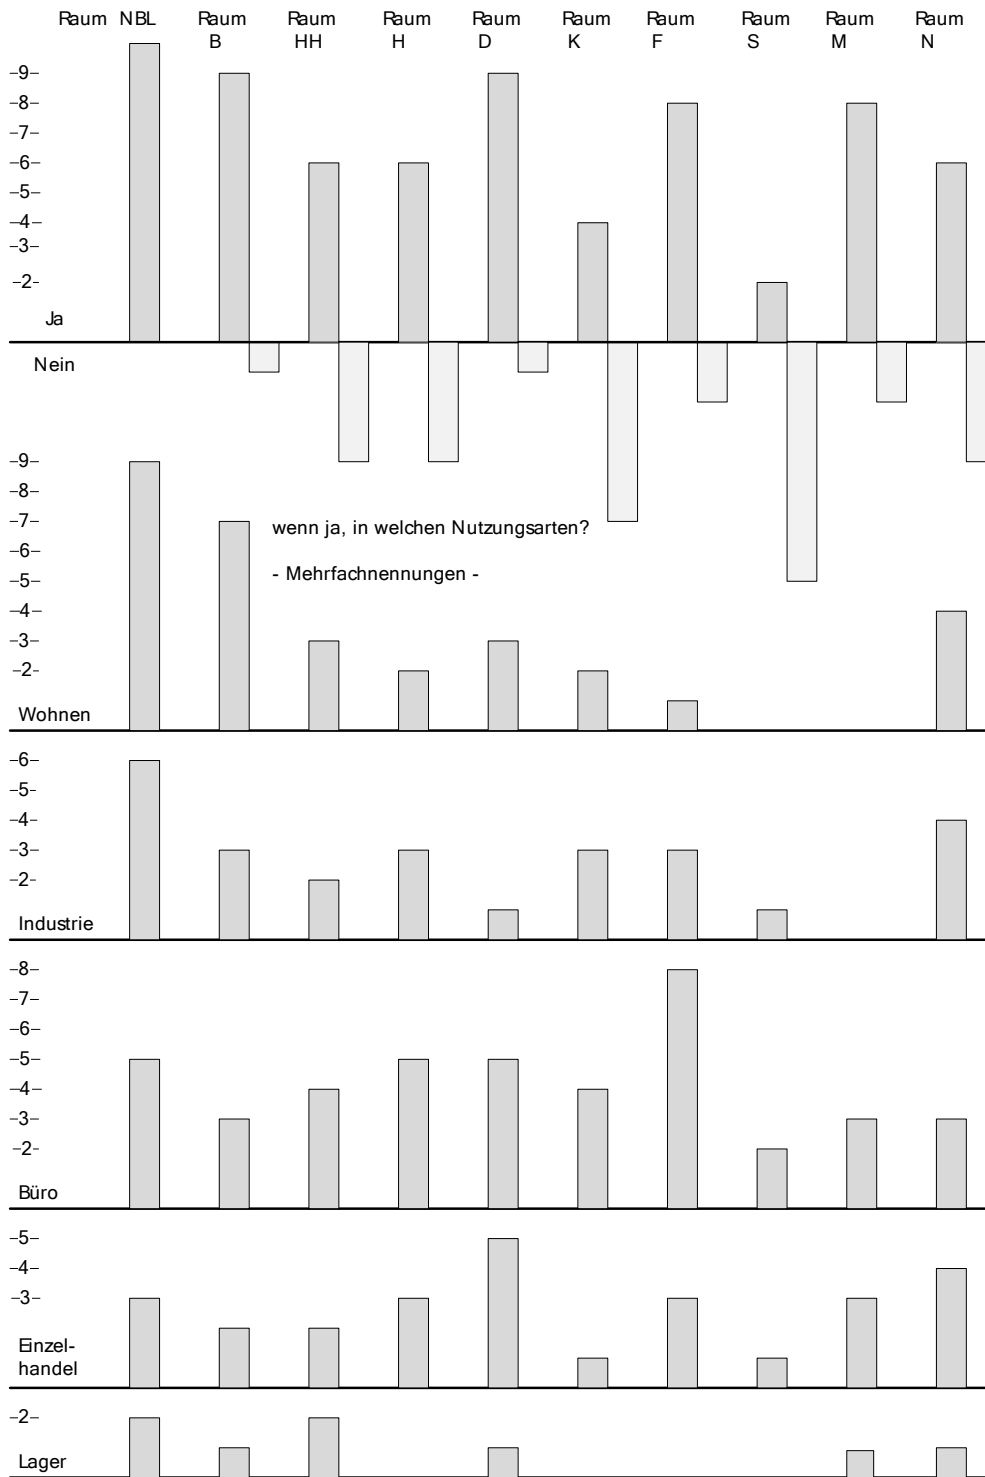 Raum NBL Raum Raum Raum Raum Raum Raum Raum Raum Raum
B HH H D K F S M N
–9–
–8–
–7–
–6–
–5–
–4–
–3–
–2–
Ja
Nein
–9–
–8–
–7–
wenn ja, in welchen Nutzungsarten?
–6–
- Mehrfachnennungen -
–5–
–4–
–3–
–2–
Wohnen
–6–
–5–
–4–
–3–
–2–
Industrie
–8–
–7–
–6–
–5–
–4–
–3–
–2–
Büro
–5–
–4–
–3–
Einzel-
handel
–2–
Lager